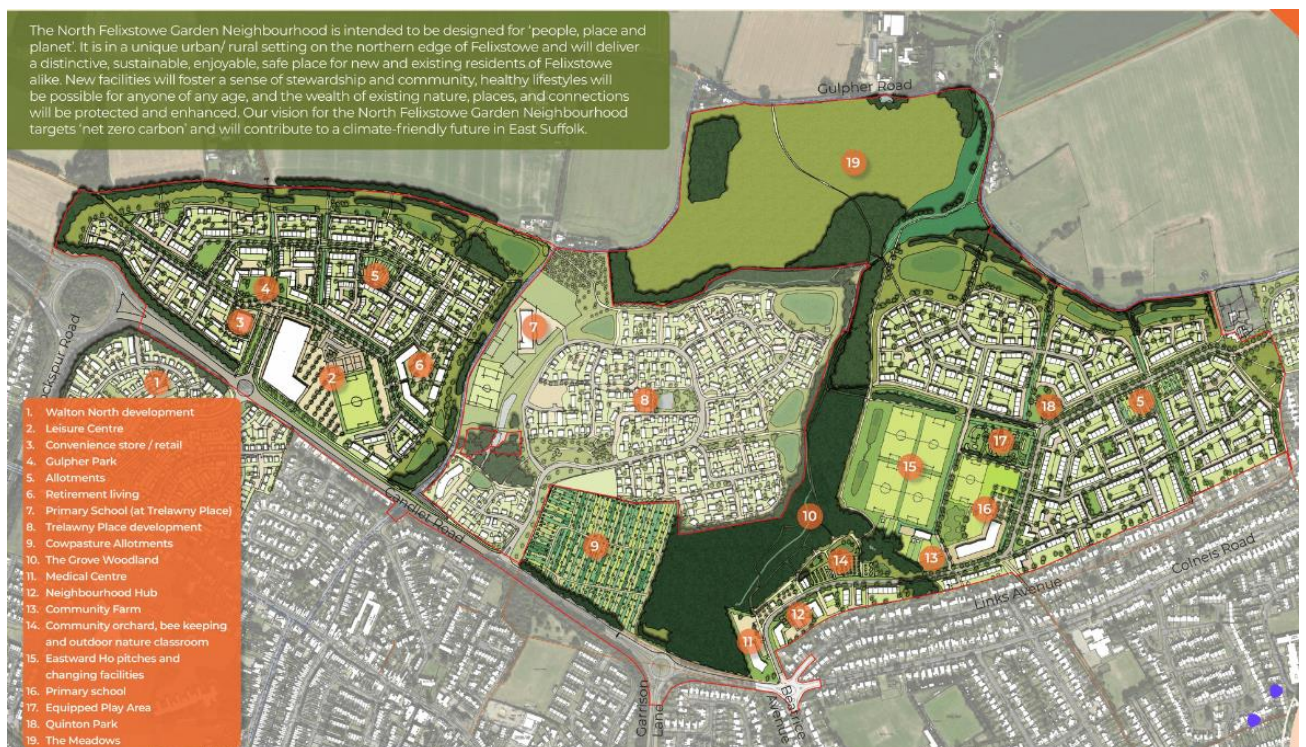 The North Felixstowe Garden Neighbourhood is intended to be designed for 'people, place and
planet'. It is in a unique urban/ rural setting on the northern edge of Felixstowe and will deliver
a distinctive, sustainable, enjoyable, safe place for new and existing residents of Felixstowe
alike. New facilities will foster a sense of stewardship and community, healthy lifestyles will
be possible for anyone of any age, and the wealth of existing nature, places, and connections
will be protected and enhanced. Our vision for the North Felixstowe Garden Neighbourhood
targets 'net zero carbon' and will contribute to a climate-friendly future in East Suffolk.
Gulpher Road
19
5
4
3
7
6
2
1
8
18
5
17
15
16
10
9
14
13
12
11
ckspur Road
Candlet Road
Links Avenue
Colneis Road
Garrison
Lane
Beatrice
Avenue
1. Walton North development
2. Leisure Centre
3. Convenience store / retail
4. Gulpher Park
5. Allotments
6. Retirement living
7. Primary School (at Trelawny Place)
8. Trelawny Place development
9. Cowpasture Allotments
10. The Grove Woodland
11. Medical Centre
12. Neighbourhood Hub
13. Community Farm
14. Community orchard, bee keeping
and outdoor nature classroom
15. Eastward Ho pitches and
changing facilities
16. Primary school
17. Equipped Play Area
18. Quinton Park
19. The Meadows